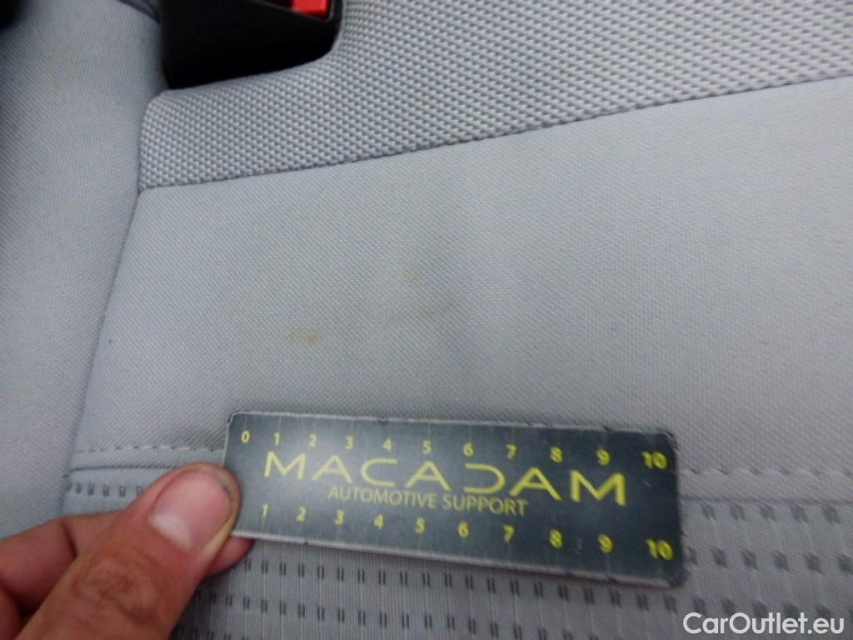 0 1 2 3 4 5 6 7 8 9 10
MACADAM
AUTOMOTIVE SUPPORT
1 2 3 4 5 6 7 8 9 10
CarOutlet.eu